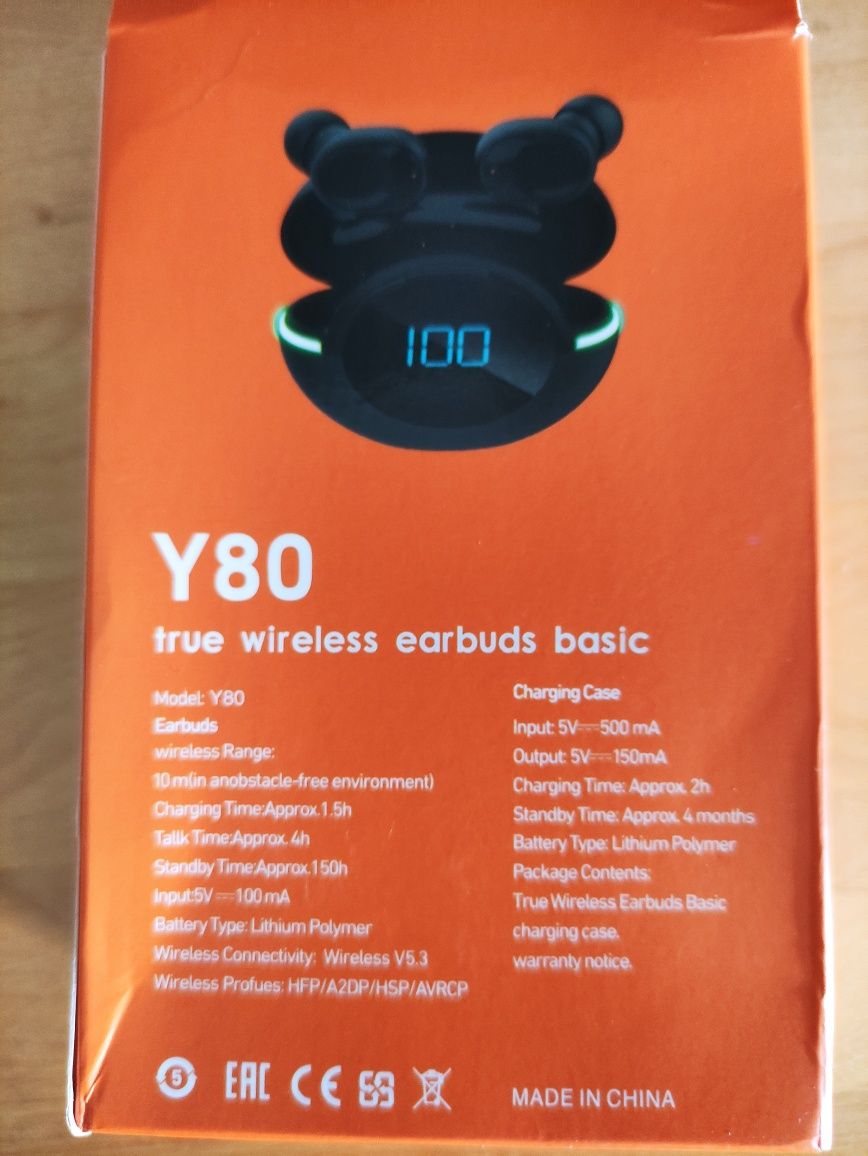 100
Y80
true wireless earbuds basic
Model: Y80
Earbuds
wireless Range:
10 m(in anobstacle-free environment)
Charging Time:Approx.1.5h
Tallk Time:Approx. 4h
Standby Time:Approx.150h
Input:5V⎓100 mA
Battery Type: Lithium Polymer
Wireless Connectivity: Wireless V5.3
Wireless Profues: HFP/A2DP/HSP/AVRCP
Charging Case
Input: 5V⎓500 mA
Output: 5V⎓150mA
Charging Time: Approx. 2h
Standby Time: Approx. 4 months
Battery Type: Lithium Polymer
Package Contents:
True Wireless Earbuds Basic
charging case.
warranty notice.
5 EAC CE
MADE IN CHINA